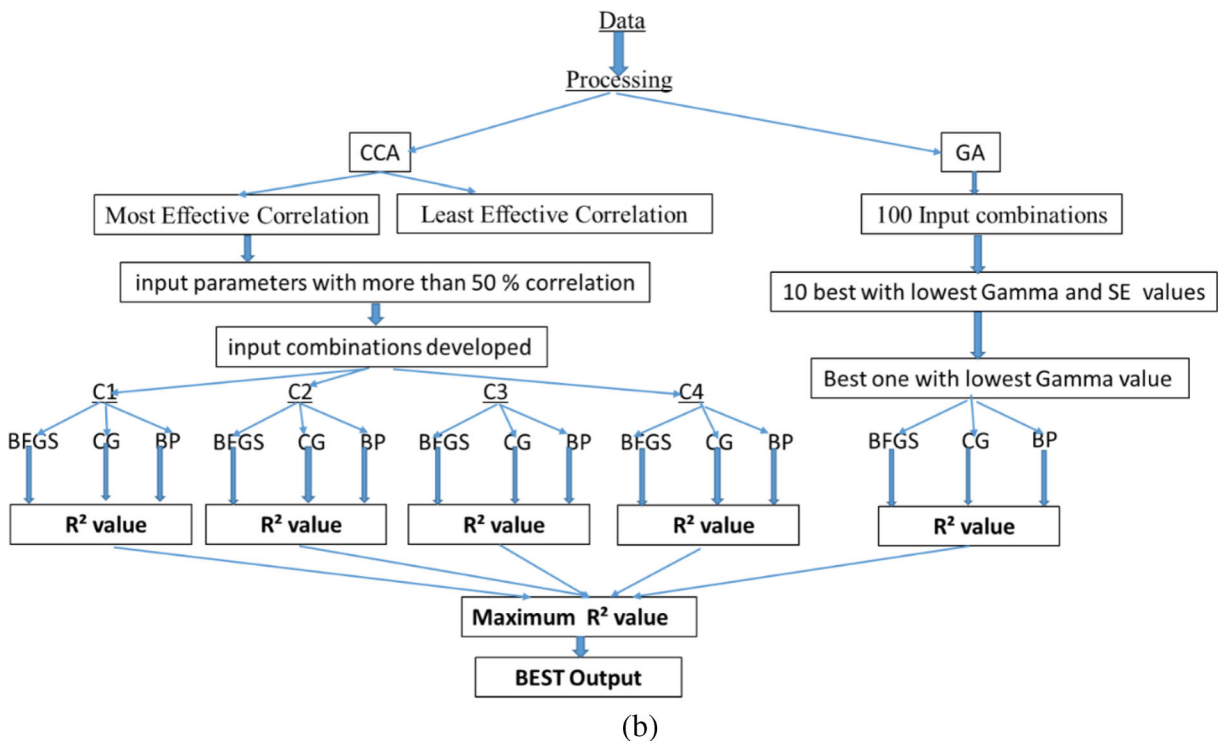 Data
Processing
CCA
GA
Most Effective Correlation
Least Effective Correlation
100 Input combinations
input parameters with more than 50 % correlation
10 best with lowest Gamma and SE values
input combinations developed
Best one with lowest Gamma value
C1
C2
C3
C4
BFGS CG BP
BFGS CG BP
BFGS CG BP
BFGS CG BP
BFGS CG BP
R² value
R² value
R² value
R² value
R² value
Maximum R² value
BEST Output
(b)